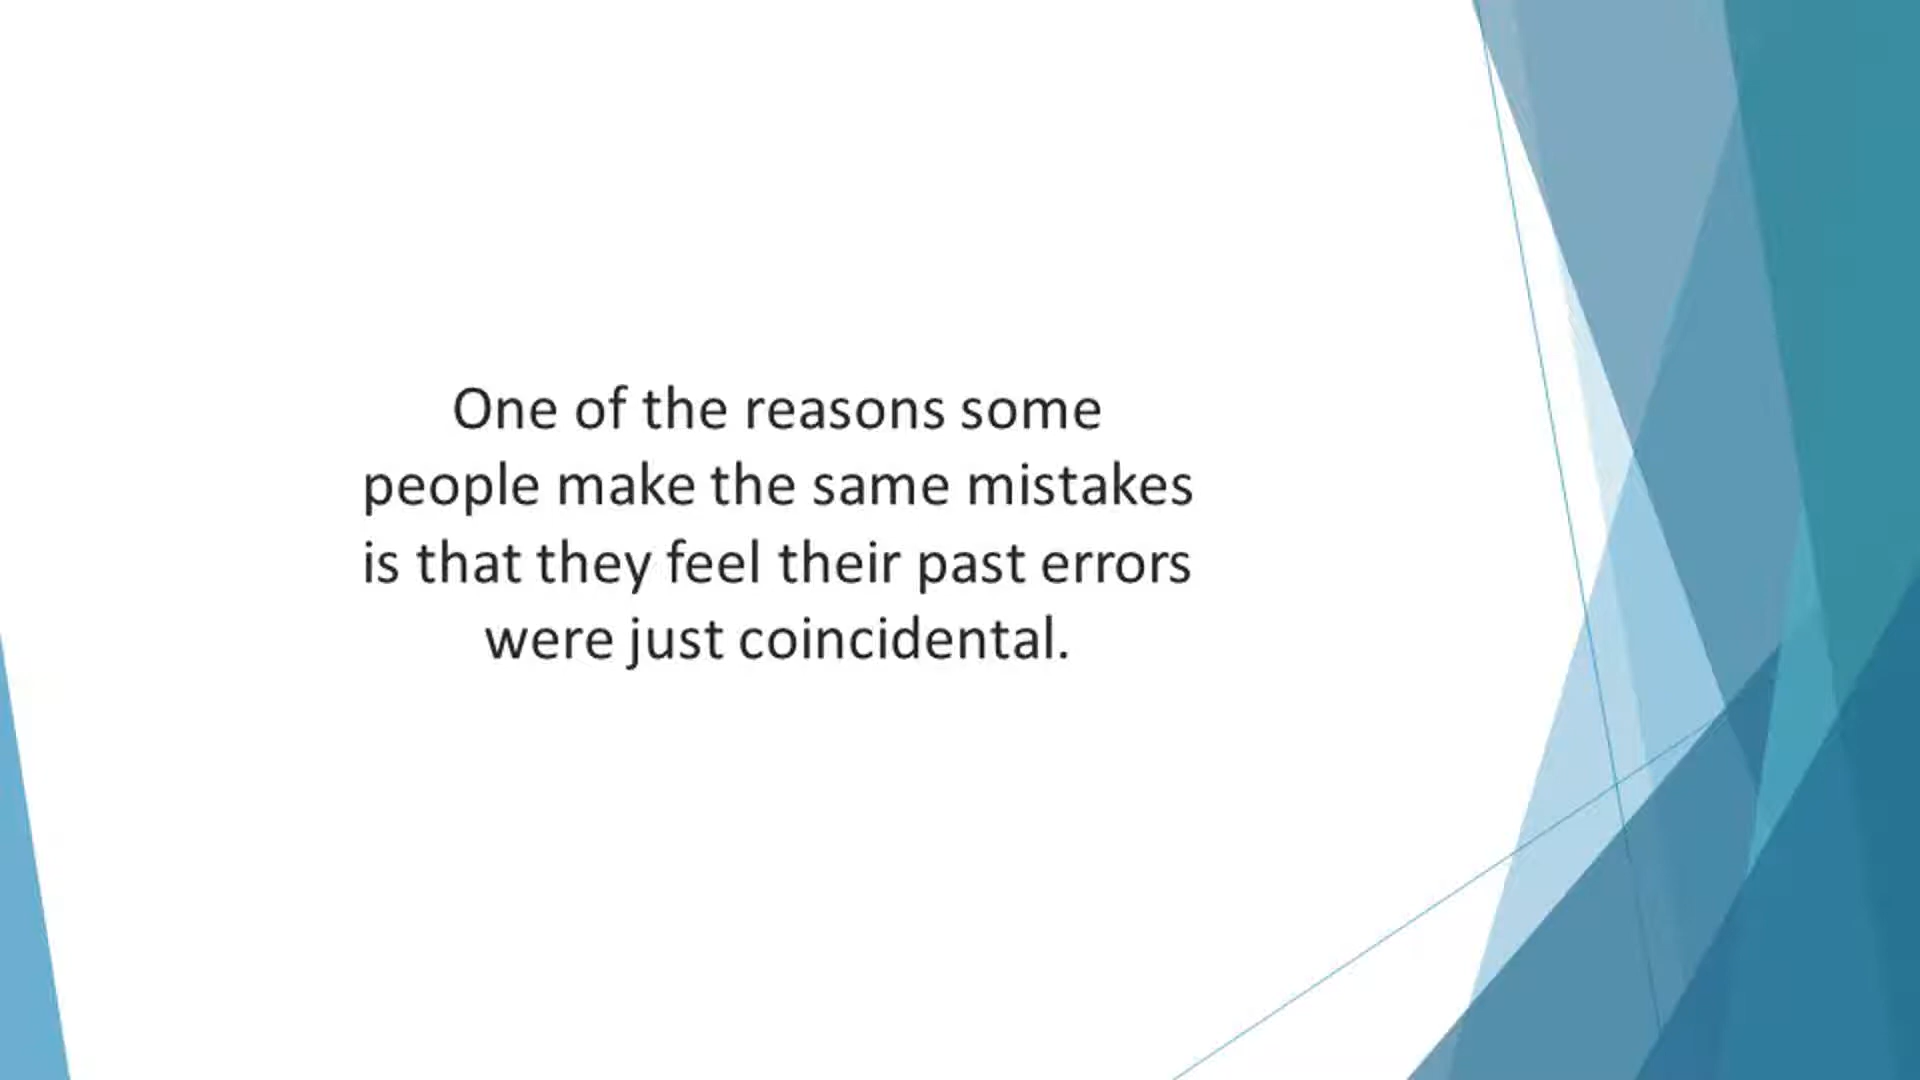 One of the reasons some
people make the same mistakes
is that they feel their past errors
were just coincidental.